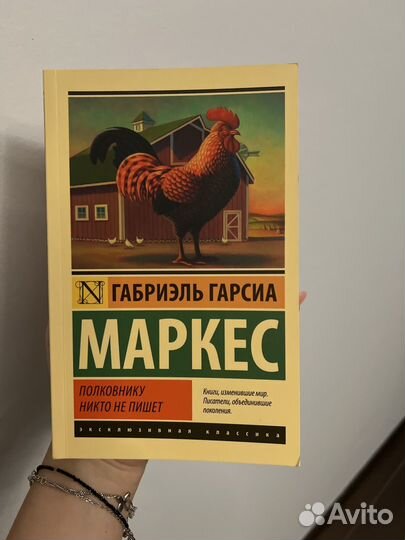 N
ГАБРИЭЛЬ ГАРСИА
МАРКЕС
ПОЛКОВНИКУ
НИКТО НЕ ПИШЕТ
Книги, изменившие мир.
Писатели, объединившие
поколения.
эксклюзивная классика
Avito